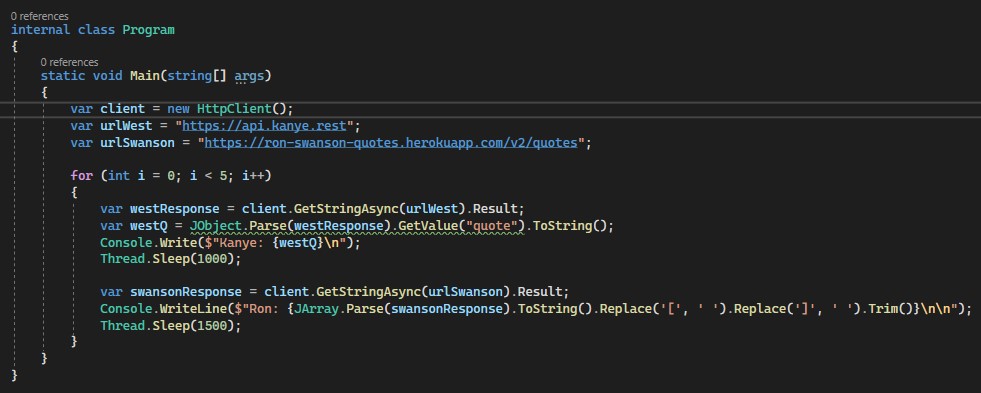 0 references
internal class Program
{
0 references
static void Main(string[] args)
{
var client = new HttpClient();
var urlWest = "https://api.kanye.rest";
var urlSwanson = "https://ron-swanson-quotes.herokuapp.com/v2/quotes";
for (int i = 0; i < 5; i++)
{
var westResponse = client.GetStringAsync(urlWest).Result;
var westQ = JObject.Parse(westResponse).GetValue("quote").ToString();
Console.Write($"Kanye: {westQ}\n");
Thread.Sleep(1000);
var swansonResponse = client.GetStringAsync(urlSwanson).Result;
Console.WriteLine($"Ron: {JArray.Parse(swansonResponse).ToString().Replace('[', ' ').Replace(']', ' ').Trim()}\n\n");
Thread.Sleep(1500);
}
}
}